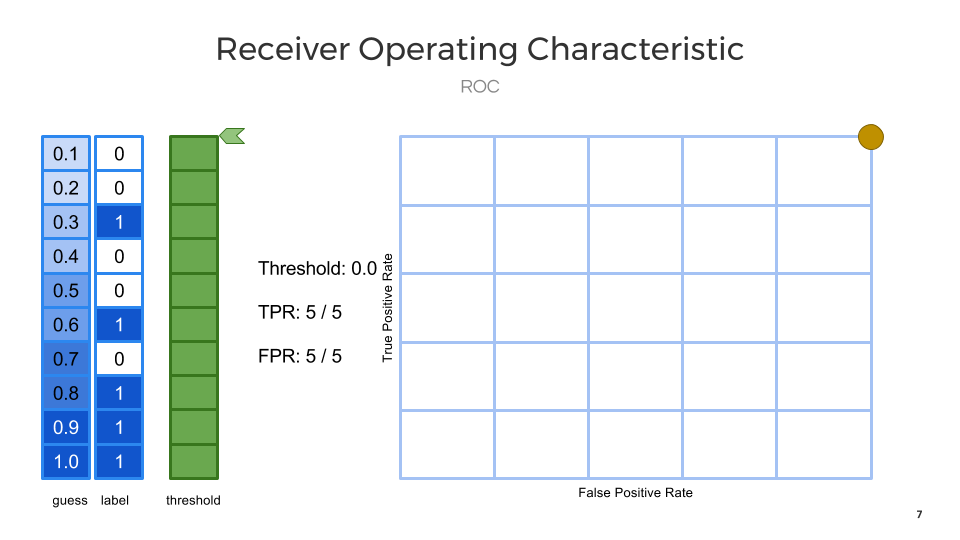 Receiver Operating Characteristic
ROC
0.1 0
0.2 0
0.3 1
0.4 0
0.5 0
0.6 1
0.7 0
0.8 1
0.9 1
1.0 1
guess label threshold
Threshold: 0.0
TPR: 5 / 5
FPR: 5 / 5
True Positive Rate
False Positive Rate
7